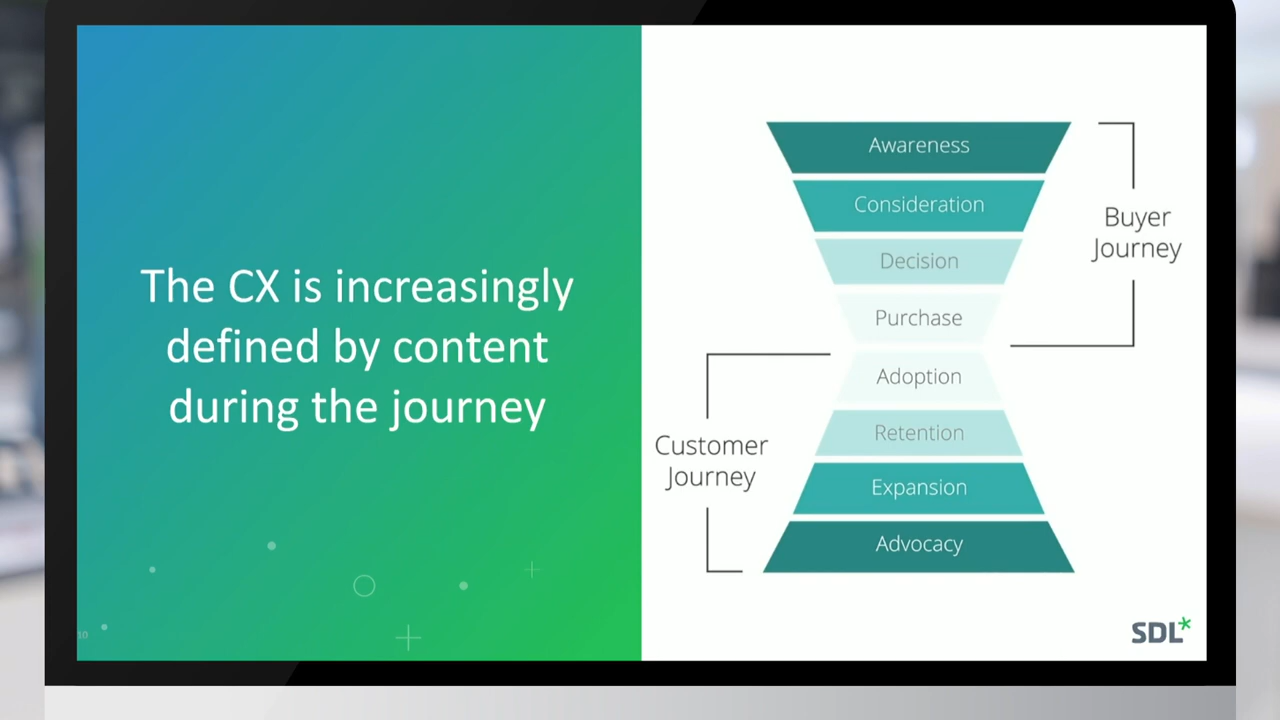 The CX is increasingly
defined by content
during the journey
10
Awareness
Consideration
Decision
Purchase
Adoption
Retention
Expansion
Advocacy
Buyer
Journey
Customer
Journey
SDL*